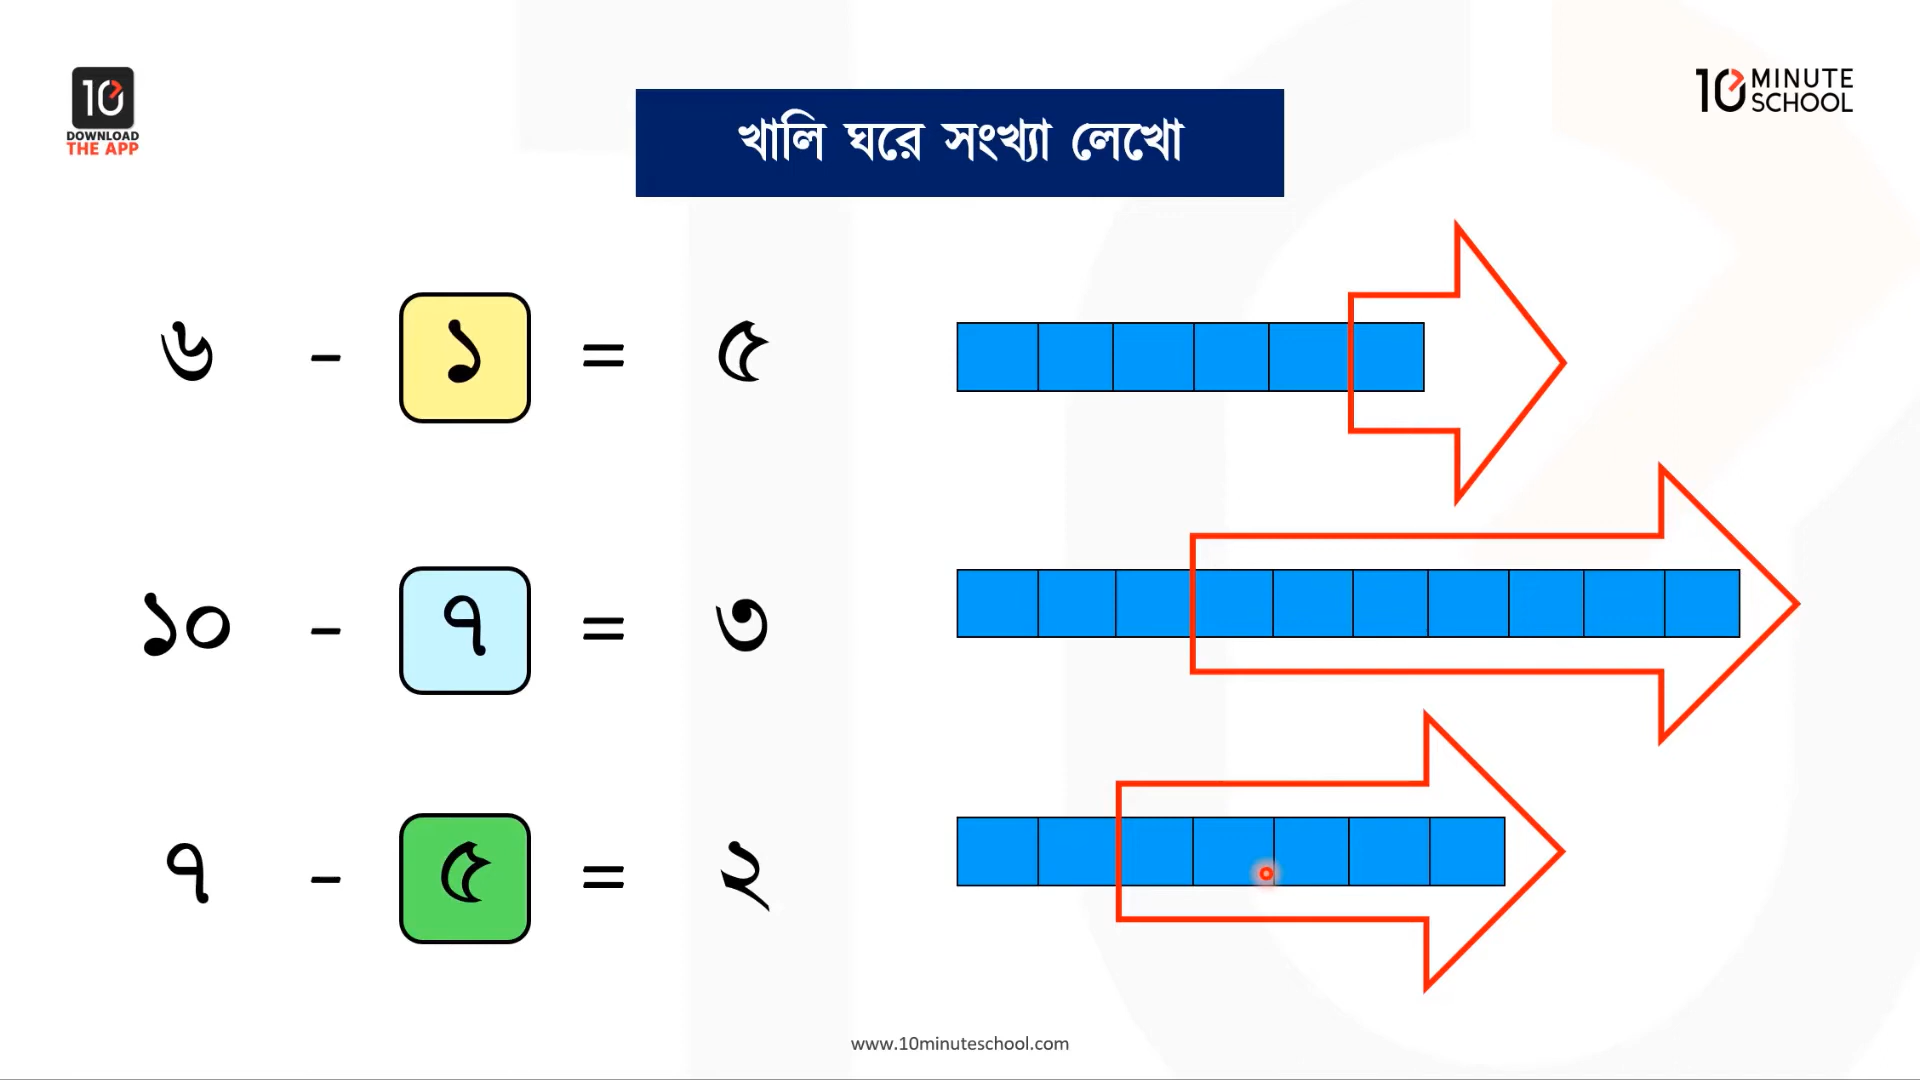 10
DOWNLOAD
THE APP
10 MINUTE
SCHOOL
খালি ঘরে সংখ্যা লেখো
৬ - ১ = ৫
১০ - ৭ = ৩
৭ - ৫ = ২
www.10minuteschool.com